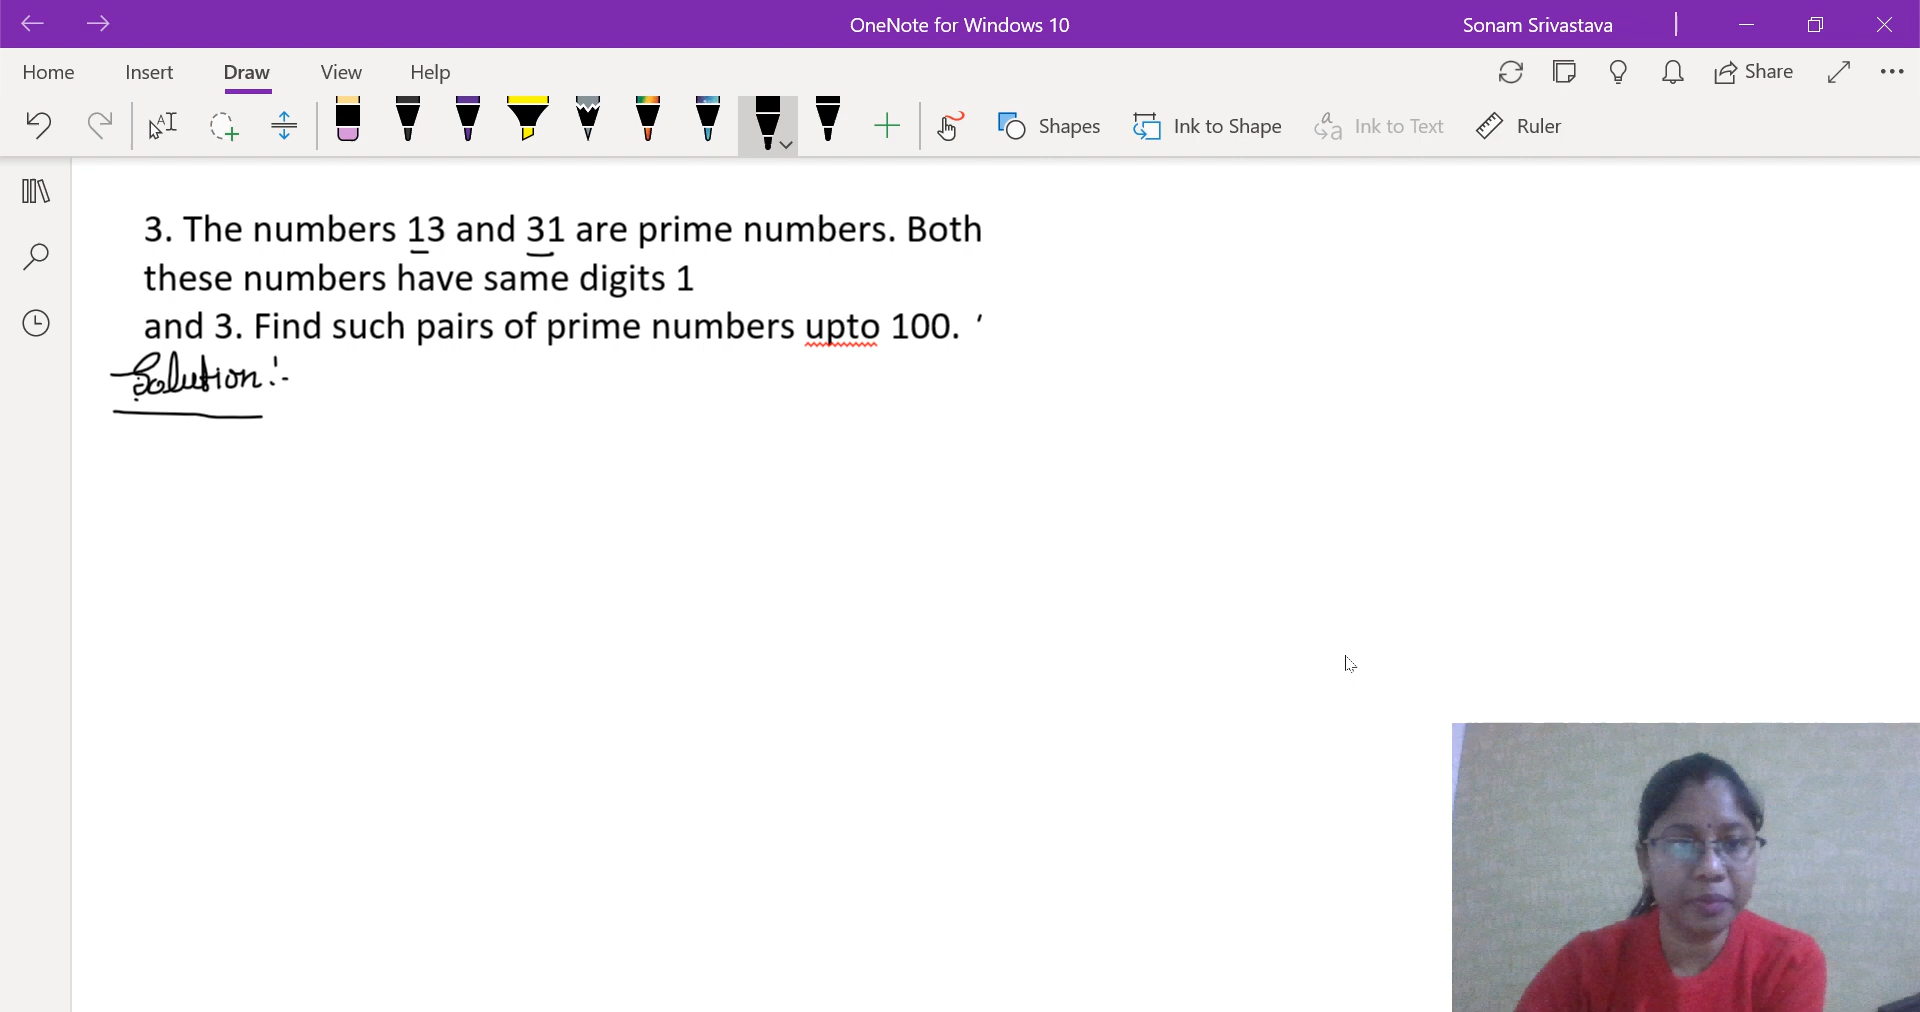 OneNote for Windows 10
Sonam Srivastava
Home Insert Draw View Help
Share
Shapes Ink to Shape Ink to Text Ruler
3. The numbers 13 and 31 are prime numbers. Both
these numbers have same digits 1
and 3. Find such pairs of prime numbers upto 100.
Solution:-